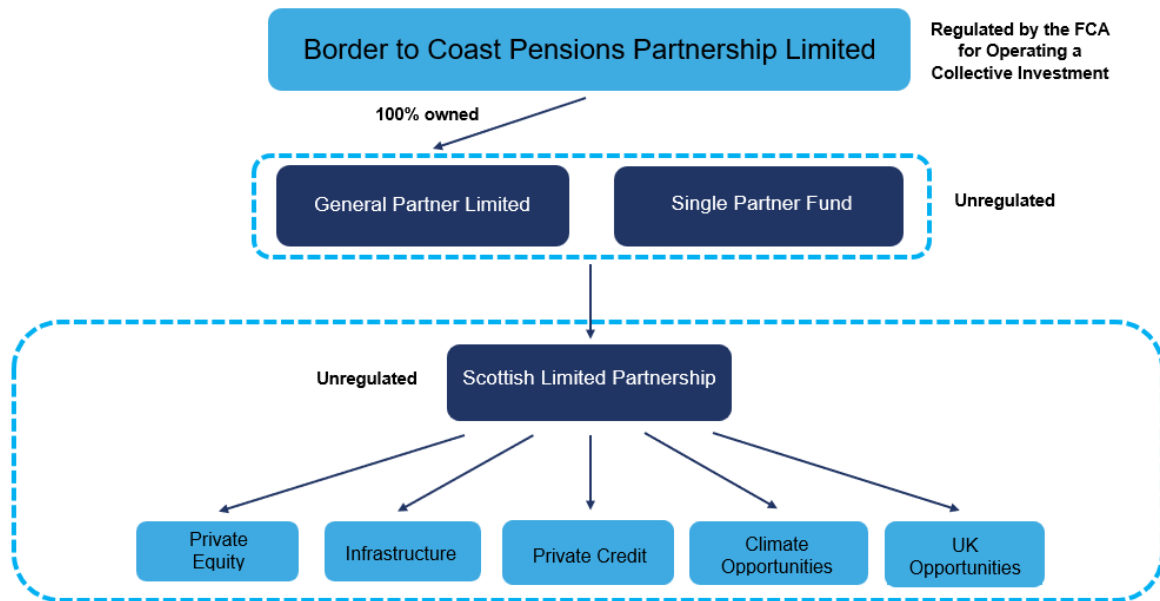 Border to Coast Pensions Partnership Limited
Regulated by the FCA
for Operating a
Collective Investment
100% owned
General Partner Limited
Single Partner Fund
Unregulated
Unregulated
Scottish Limited Partnership
Private
Equity
Infrastructure
Private Credit
Climate
Opportunities
UK
Opportunities